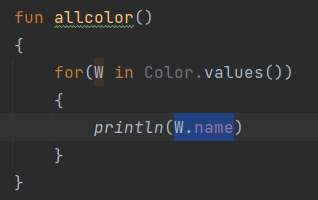 fun allcolor()
{
for(W in Color.values())
{
println(W.name)
}
}